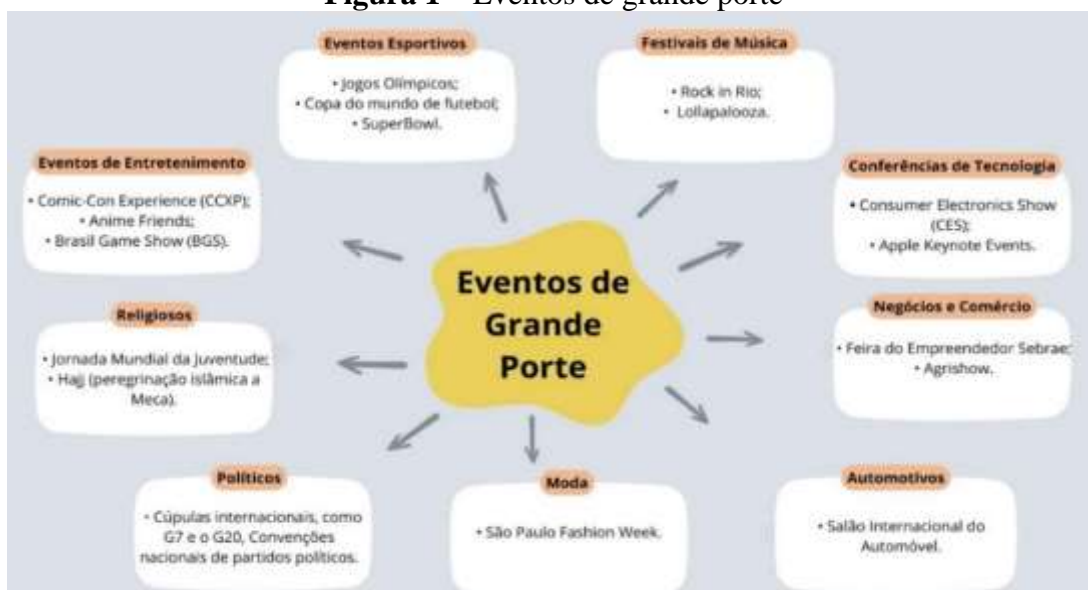 Figura 1 – Eventos de grande porte
Eventos Esportivos
• Jogos Olímpicos;
• Copa do mundo de futebol;
• SuperBowl.
Festivais de Música
• Rock in Rio;
• Lollapalooza.
Eventos de Entretenimento
• Comic-Con Experience (CCXP);
• Anime Friends;
• Brasil Game Show (BGS).
Conferências de Tecnologia
• Consumer Electronics Show
(CES);
• Apple Keynote Events.
Eventos de
Grande
Porte
Religiosos
• Jornada Mundial da Juventude;
• Hajj (peregrinação islâmica a
Meca).
Negócios e Comércio
• Feira do Empreendedor Sebrae;
• Agrishow.
Políticos
• Cúpulas internacionais, como
G7 e o G20, Convenções
nacionais de partidos políticos.
Moda
• São Paulo Fashion Week.
Automotivos
• Salão Internacional do
Automóvel.